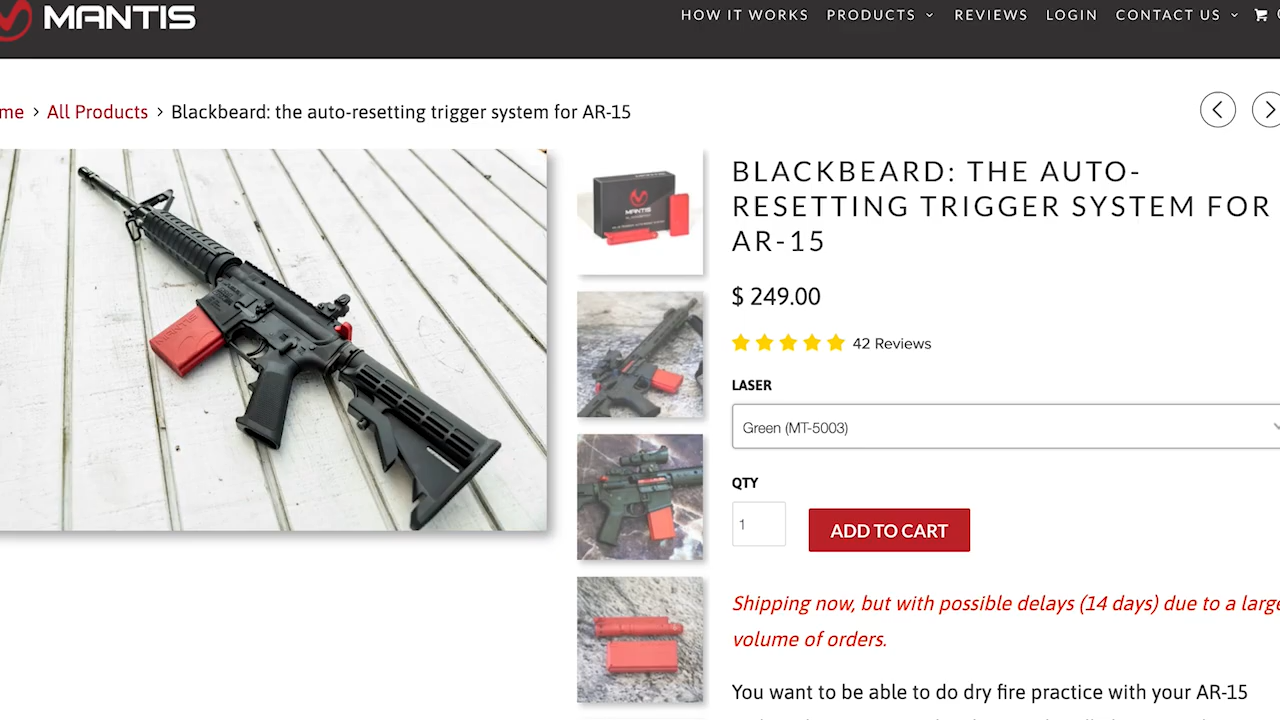 MANTIS
HOW IT WORKS PRODUCTS REVIEWS LOGIN CONTACT US
me > All Products > Blackbeard: the auto-resetting trigger system for AR-15
MANTIS
MANTIS
BLACKBEARD: THE AUTO-
RESETTING TRIGGER SYSTEM FOR
AR-15
$ 249.00
42 Reviews
LASER
Green (MT-5003)
QTY
1
ADD TO CART
Shipping now, but with possible delays (14 days) due to a large
volume of orders.
You want to be able to do dry fire practice with your AR-15